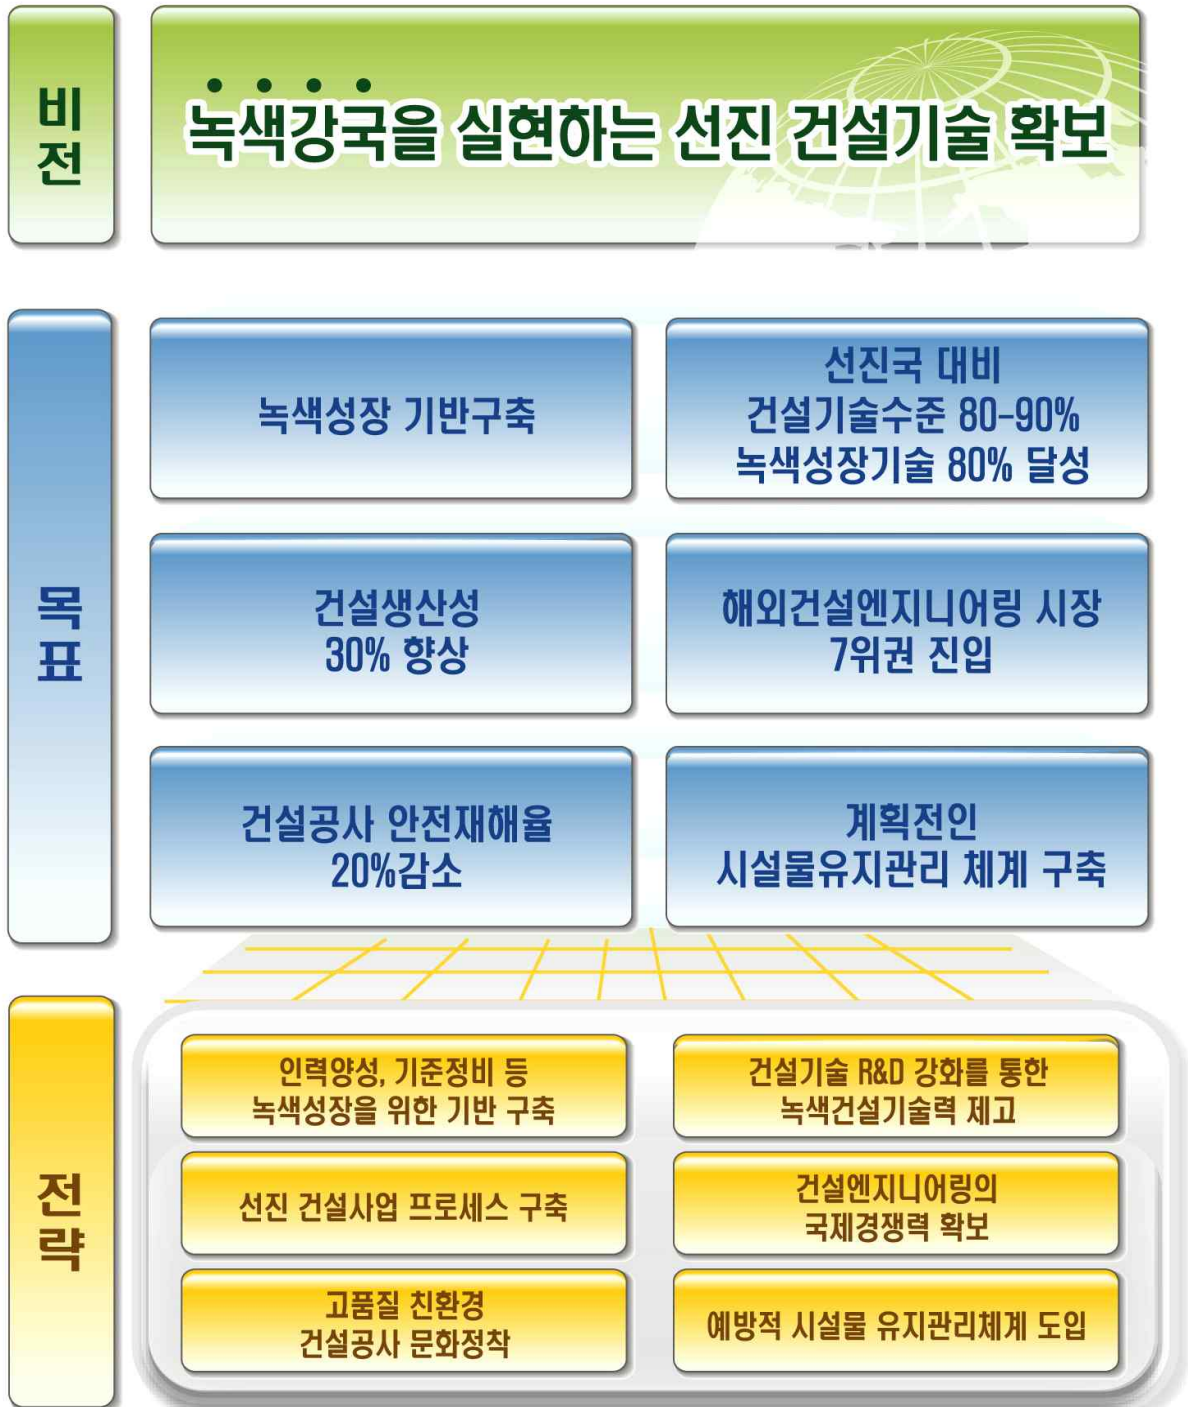 비전
녹색강국을 실현하는 선진 건설기술 확보
목표
녹색성장 기반구축
선진국 대비
건설기술수준 80-90%
녹색성장기술 80% 달성
건설생산성
30% 향상
해외건설엔지니어링 시장
7위권 진입
건설공사 안전재해율
20%감소
계획전인
시설물유지관리 체계 구축
전략
인력양성, 기준정비 등
녹색성장을 위한 기반 구축
건설기술 R&D 강화를 통한
녹색건설기술력 제고
선진 건설사업 프로세스 구축
건설엔지니어링의
국제경쟁력 확보
고품질 친환경
건설공사 문화정착
예방적 시설물 유지관리체계 도입